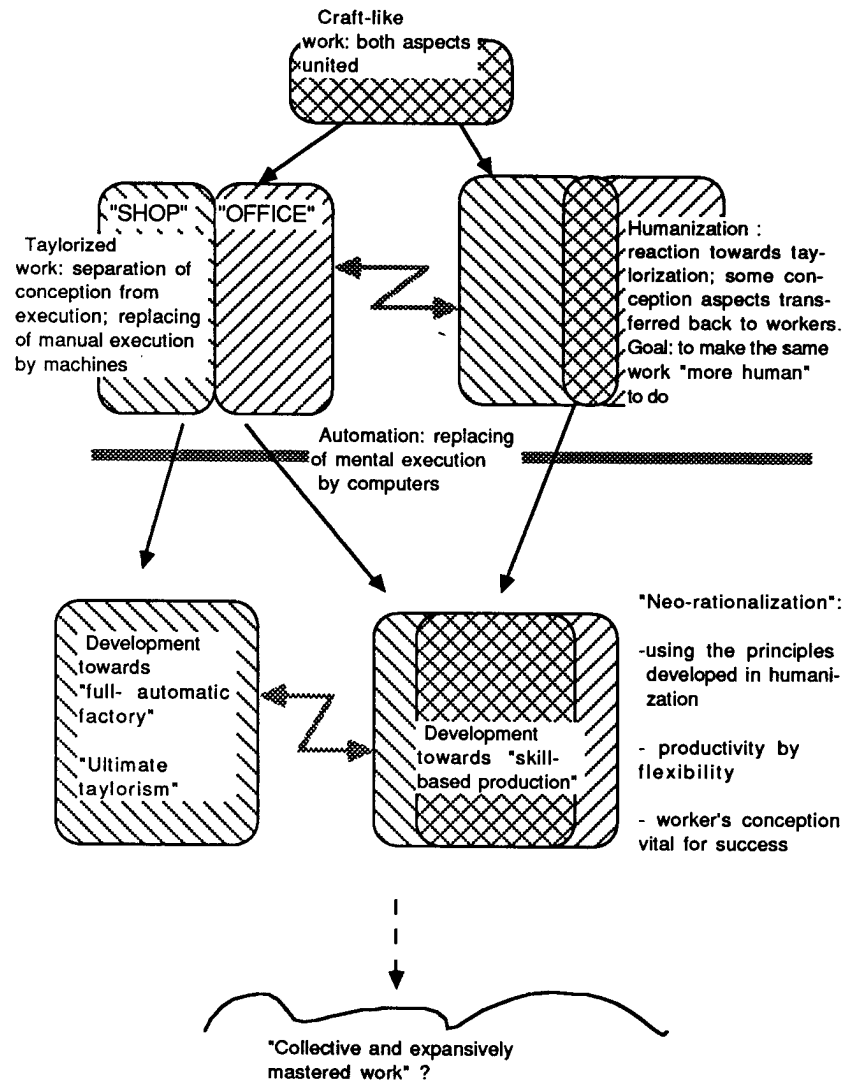 Craft-like
work: both aspects
united
"SHOP"
"OFFICE"
Taylorized
work: separation of
conception from
execution; replacing
of manual execution
by machines
Humanization :
reaction towards tay-
lorization; some con-
ception aspects trans-
ferred back to workers.
Goal: to make the same
work "more human"
to do
Automation: replacing
of mental execution
by computers
Development
towards
"full- automatic
factory"
"Ultimate
taylorism"
Development
towards "skill-
based production"
"Neo-rationalization":
-using the principles
developed in humani-
zation
- productivity by
flexibility
- worker's conception
vital for success
"Collective and expansively
mastered work" ?